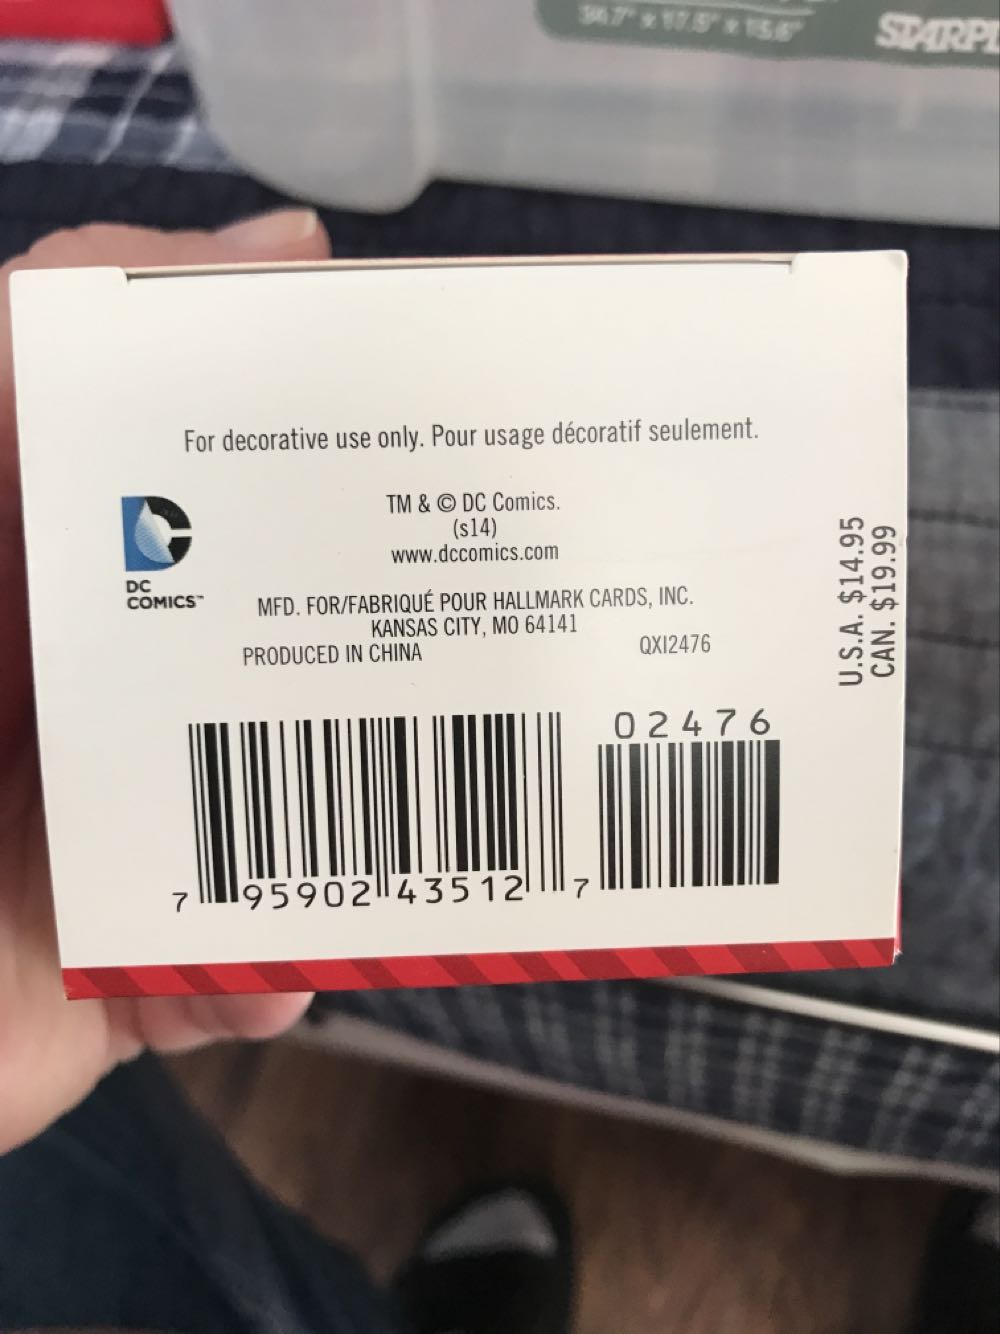 34.7" x 17.5" x 15.6"
For decorative use only. Pour usage décoratif seulement.
TM & © DC Comics.
(s14)
www.dccomics.com
DC
COMICS™
MFD. FOR/FABRIQUÉ POUR HALLMARK CARDS, INC.
KANSAS CITY, MO 64141
PRODUCED IN CHINA
QXI2476
U.S.A. $14.95
CAN. $19.99
02476
7 95902 43512 7